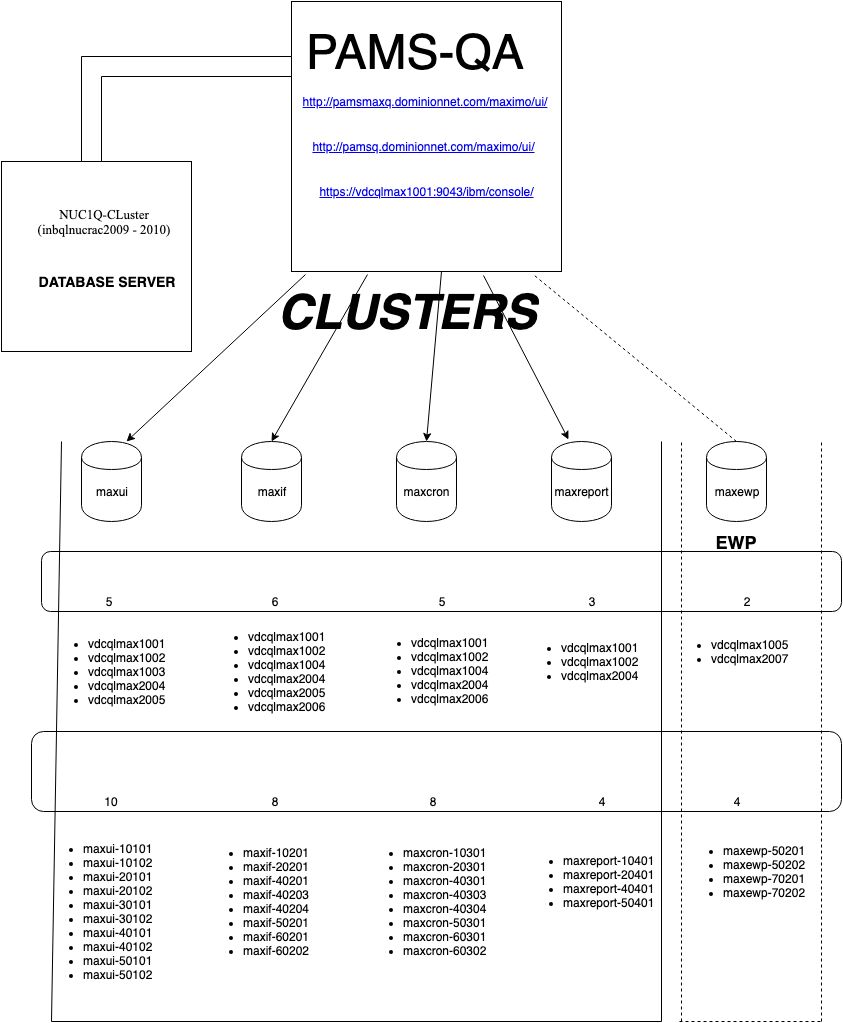 PAMS-QA
http://pamsmaxq.dominionnet.com/maximo/ui/
http://pamsq.dominionnet.com/maximo/ui/
https://vdcqlmax1001:9043/ibm/console/
NUC1Q-CLuster
(inbqlnucrac2009 - 2010)
DATABASE SERVER
CLUSTERS
maxui
maxif
maxcron
maxreport
maxewp
EWP
5
6
5
3
2
vdcqlmax1001
vdcqlmax1002
vdcqlmax1003
vdcqlmax2004
vdcqlmax2005
vdcqlmax1001
vdcqlmax1002
vdcqlmax1004
vdcqlmax2004
vdcqlmax2005
vdcqlmax2006
vdcqlmax1001
vdcqlmax1002
vdcqlmax1004
vdcqlmax2004
vdcqlmax2006
vdcqlmax1001
vdcqlmax1002
vdcqlmax2004
vdcqlmax1005
vdcqlmax2007
10
8
8
4
4
maxui-10101
maxui-10102
maxui-20101
maxui-20102
maxui-30101
maxui-30102
maxui-40101
maxui-40102
maxui-50101
maxui-50102
maxif-10201
maxif-20201
maxif-40201
maxif-40203
maxif-40204
maxif-50201
maxif-60201
maxif-60202
maxcron-10301
maxcron-20301
maxcron-40301
maxcron-40303
maxcron-40304
maxcron-50301
maxcron-60301
maxcron-60302
maxreport-10401
maxreport-20401
maxreport-40401
maxreport-50401
maxewp-50201
maxewp-50202
maxewp-70201
maxewp-70202